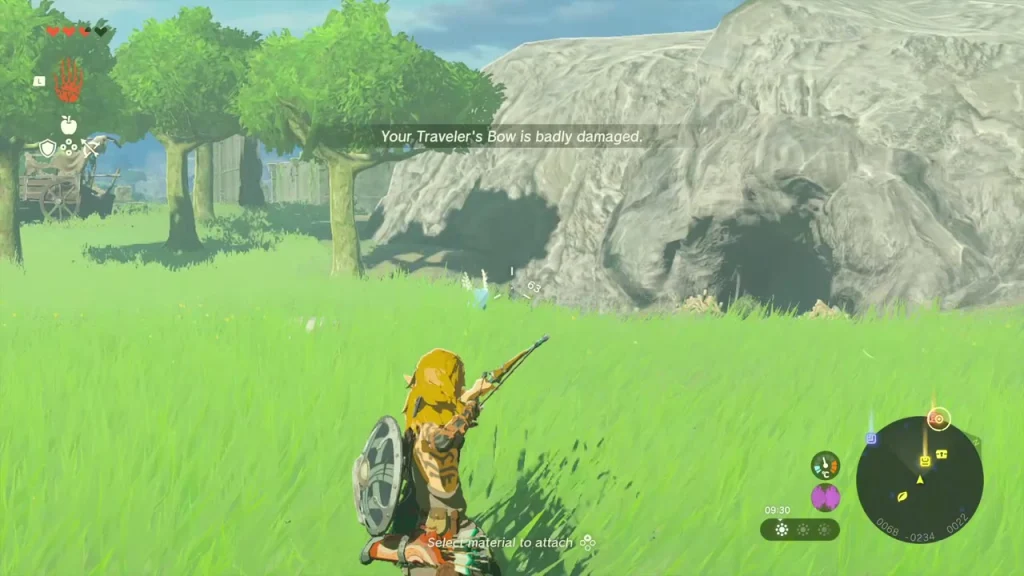 L
Your Traveler's Bow is badly damaged.
63
09:30
0068 -0234 0022
Select material to attach